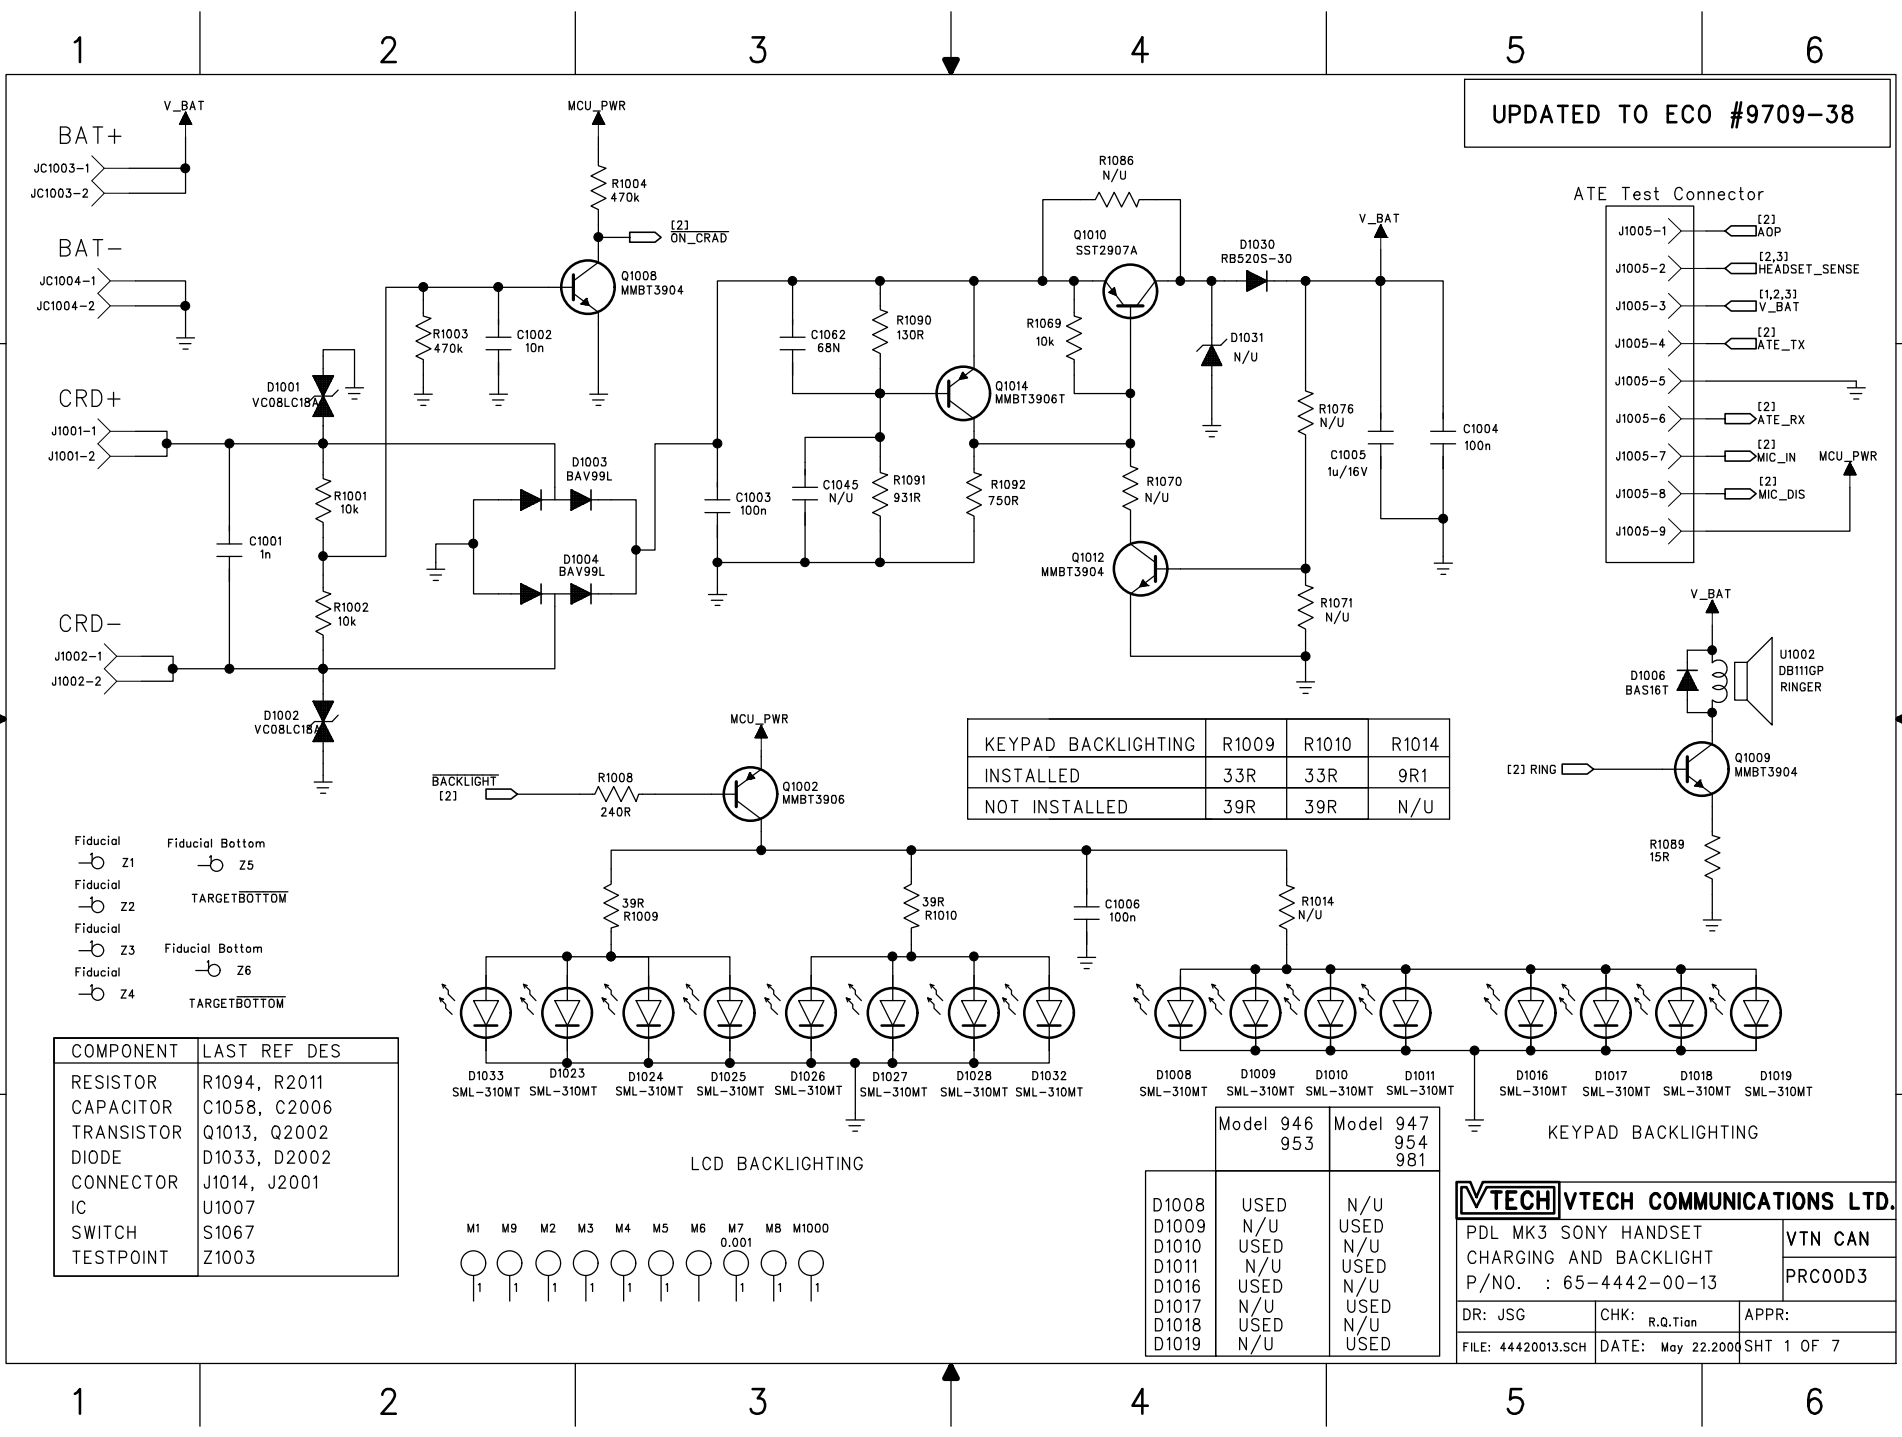 1 2 3 4 5 6
UPDATED TO ECO #9709-38
V_BAT
BAT+
JC1003-1
JC1003-2
BAT-
JC1004-1
JC1004-2
CRD+
J1001-1
J1001-2
CRD-
J1002-1
J1002-2
D1001
VC08LC18A
D1002
VC08LC18A
C1001
1n
R1001
10k
R1002
10k
MCU_PWR
R1004
470k
[2]
ON_CRAD
Q1008
MMBT3904
R1003
470k
C1002
10n
D1003
BAV99L
D1004
BAV99L
C1003
100n
C1062
68N
R1090
130R
C1045
N/U
R1091
931R
Q1014
MMBT3906T
R1092
750R
R1086
N/U
Q1010
SST2907A
R1069
10k
D1030
RB520S-30
D1031
N/U
R1070
N/U
Q1012
MMBT3904
R1076
N/U
R1071
N/U
V_BAT
C1005
1u/16V
C1004
100n
ATE Test Connector
J1005-1 [2] AOP
J1005-2 [2,3] HEADSET_SENSE
J1005-3 [1,2,3] V_BAT
J1005-4 [2] ATE_TX
J1005-5
J1005-6 [2] ATE_RX
J1005-7 [2] MIC_IN
J1005-8 [2] MIC_DIS
J1005-9
MCU_PWR
V_BAT
D1006
BAS16T
U1002
DB111GP
RINGER
[2] RING
Q1009
MMBT3904
R1089
15R
KEYPAD BACKLIGHTING R1009 R1010 R1014
INSTALLED 33R 33R 9R1
NOT INSTALLED 39R 39R N/U
MCU_PWR
BACKLIGHT
[2]
R1008
240R
Q1002
MMBT3906
39R
R1009
39R
R1010
C1006
100n
R1014
N/U
Fiducial
1 Z1
Fiducial
1 Z2
Fiducial
1 Z3
Fiducial
1 Z4
Fiducial Bottom
1 Z5
TARGETBOTTOM
Fiducial Bottom
1 Z6
TARGETBOTTOM
D1033 D1023 D1024 D1025 D1026 D1027 D1028 D1032
SML-310MT SML-310MT SML-310MT SML-310MT SML-310MT SML-310MT SML-310MT SML-310MT
D1008 D1009 D1010 D1011 D1016 D1017 D1018 D1019
SML-310MT SML-310MT SML-310MT SML-310MT SML-310MT SML-310MT SML-310MT SML-310MT
LCD BACKLIGHTING
KEYPAD BACKLIGHTING
COMPONENT LAST REF DES
RESISTOR R1094, R2011
CAPACITOR C1058, C2006
TRANSISTOR Q1013, Q2002
DIODE D1033, D2002
CONNECTOR J1014, J2001
IC U1007
SWITCH S1067
TESTPOINT Z1003
M1 M9 M2 M3 M4 M5 M6 M7 M8 M1000
0.001
1 1 1 1 1 1 1 1 1 1
Model 946 Model 947
953 954
981
D1008 USED N/U
D1009 N/U USED
D1010 USED N/U
D1011 N/U USED
D1016 USED N/U
D1017 N/U USED
D1018 USED N/U
D1019 N/U USED
VTECH VTECH COMMUNICATIONS LTD.
PDL MK3 SONY HANDSET
CHARGING AND BACKLIGHT
P/NO. : 65-4442-00-13
VTN CAN
PRC00D3
DR: JSG CHK: R.Q.Tian APPR:
FILE: 44420013.SCH DATE: May 22.2000 SHT 1 OF 7
1 2 3 4 5 6